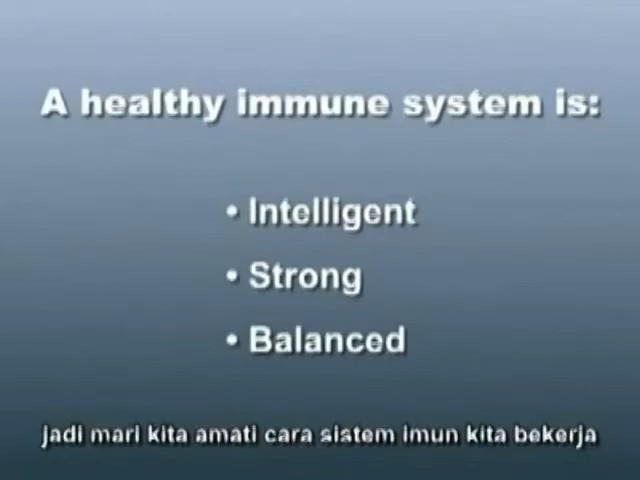 A healthy immune system is:
• Intelligent
• Strong
• Balanced
jadi mari kita amati cara sistem imun kita bekerja